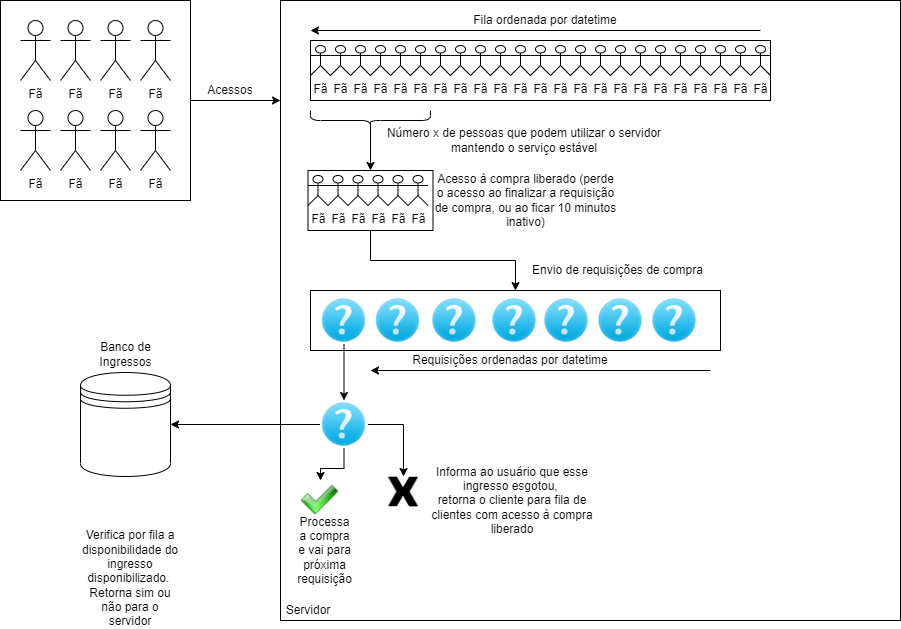 Fã Fã Fã Fã
Fã Fã Fã Fã
Acessos
Fila ordenada por datetime
Fã Fã Fã Fã Fã Fã Fã Fã Fã Fã Fã Fã Fã Fã Fã Fã Fã Fã Fã Fã Fã Fã Fã
Número x de pessoas que podem utilizar o servidor
mantendo o serviço estável
Fã Fã Fã Fã Fã Fã
Acesso à compra liberado (perde
o acesso ao finalizar a requisição
de compra, ou ao ficar 10 minutos
inativo)
Envio de requisições de compra
? ? ? ? ? ? ?
Requisições ordenadas por datetime
Banco de
Ingressos
?
X
Informa ao usuário que esse
ingresso esgotou,
retorna o cliente para fila de
clientes com acesso à compra
liberado
Processa
a compra
e vai para
próxima
requisição
Verifica por fila a
disponibilidade do
ingresso
disponibilizado.
Retorna sim ou
não para o
servidor
Servidor